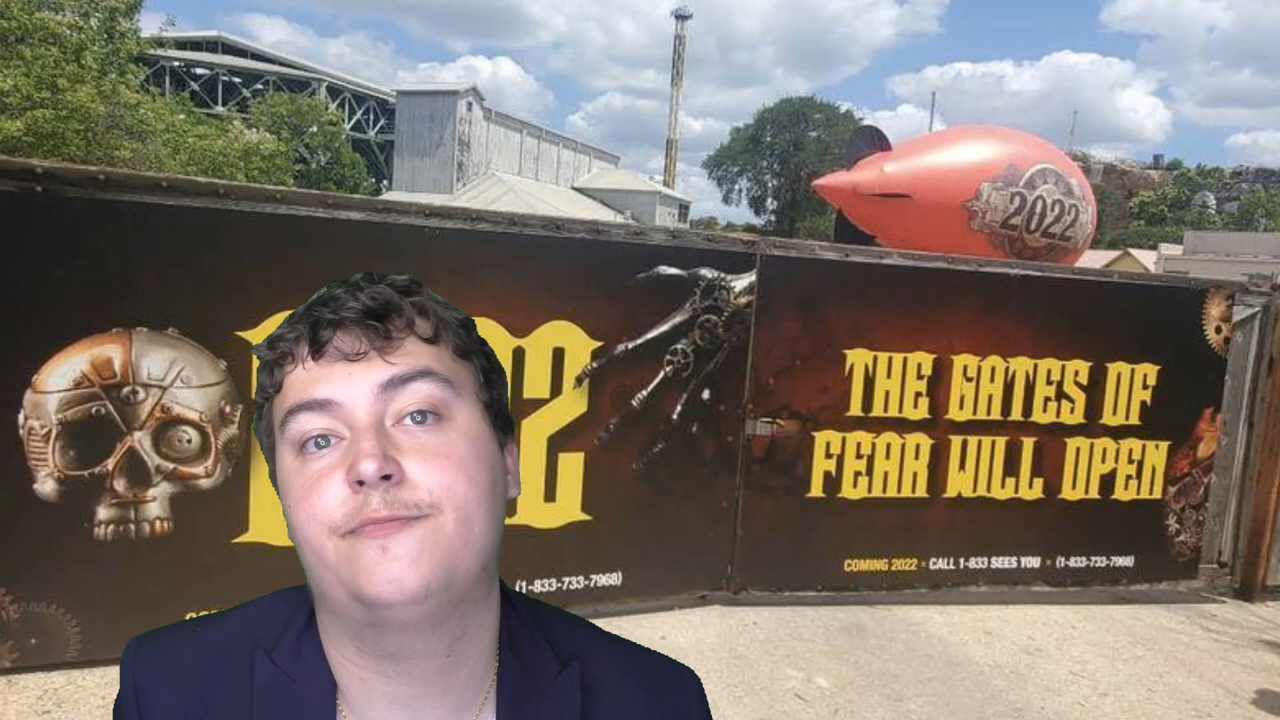 2022
THE GATES OF
FEAR WILL OPEN
COMING 2022 • CALL 1-833 SEES YOU • (1-833-733-7968)
(1-833-733-7968)